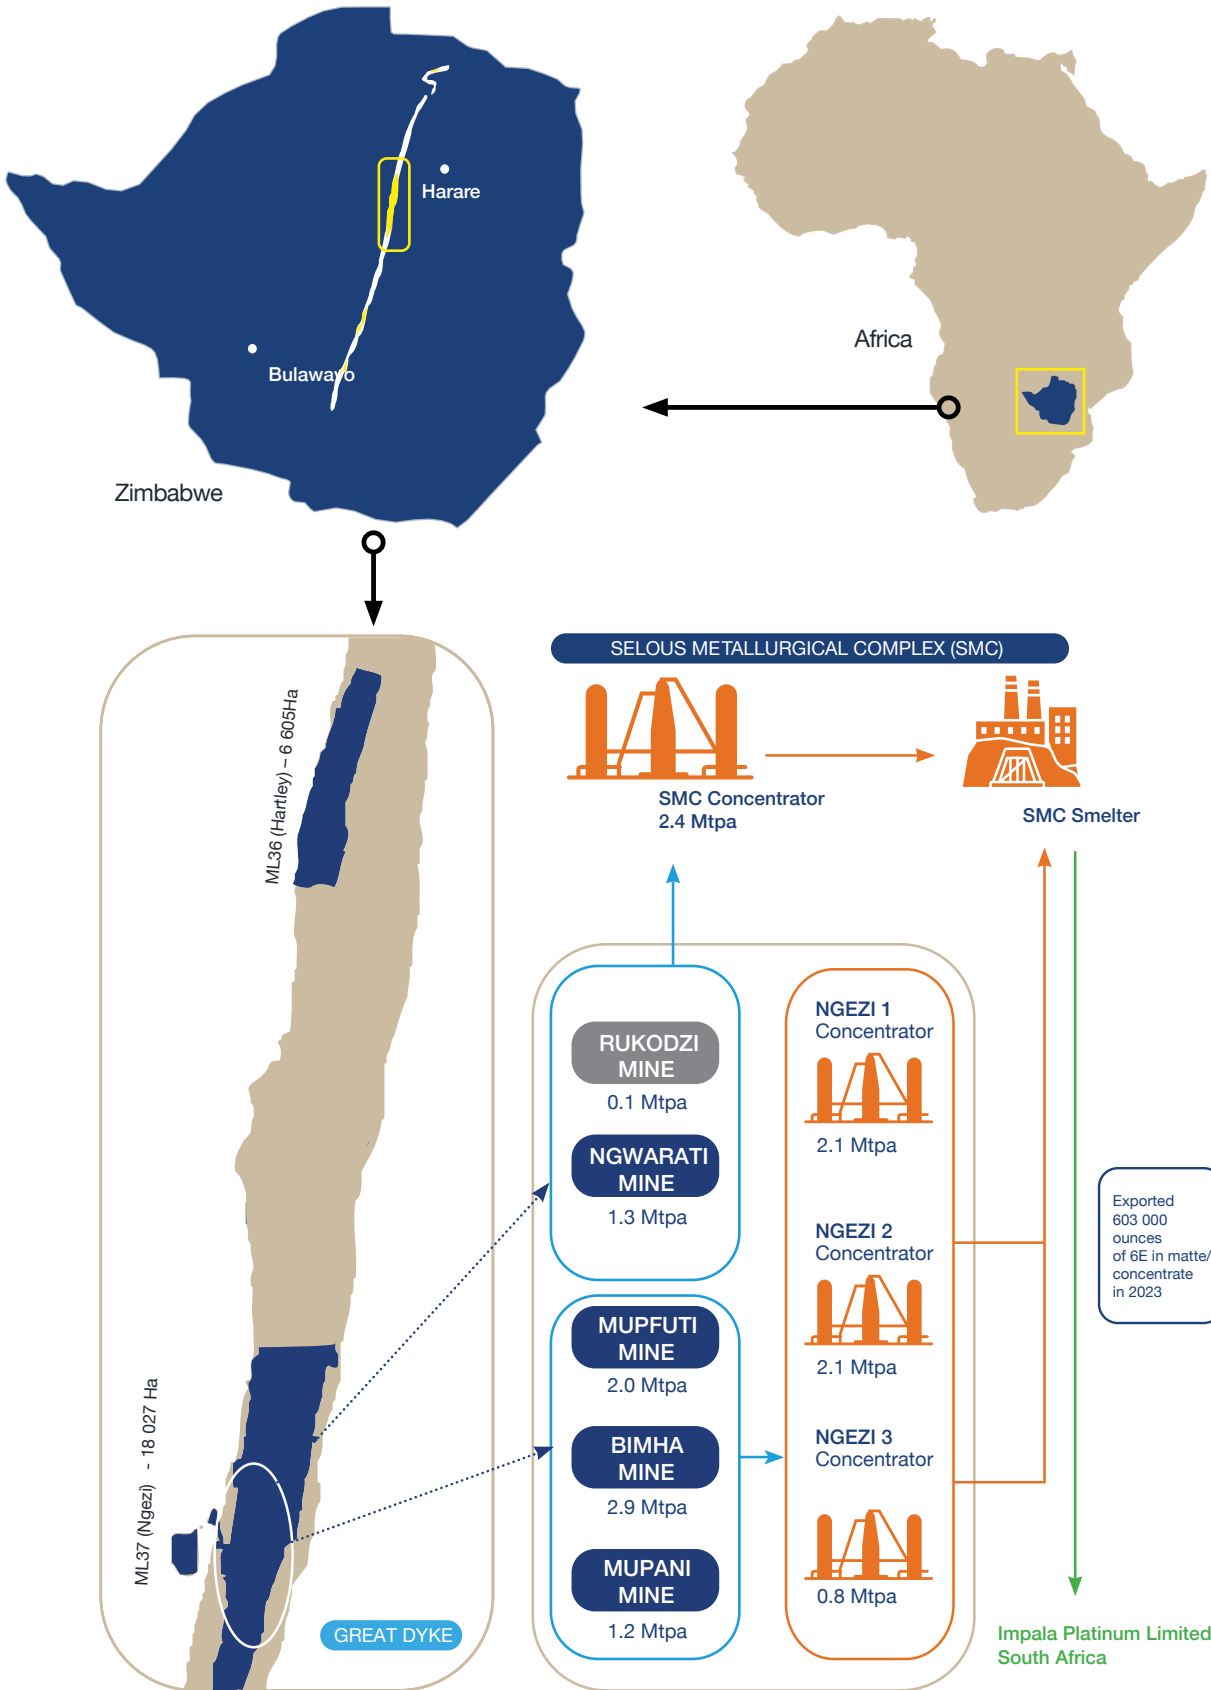 Harare
Bulawayo
Zimbabwe
Africa
ML36 (Hartley) – 6 605Ha
ML37 (Ngezi) - 18 027 Ha
GREAT DYKE
SELOUS METALLURGICAL COMPLEX (SMC)
SMC Concentrator
2.4 Mtpa
SMC Smelter
RUKODZI
MINE
0.1 Mtpa
NGWARATI
MINE
1.3 Mtpa
MUPFUTI
MINE
2.0 Mtpa
BIMHA
MINE
2.9 Mtpa
MUPANI
MINE
1.2 Mtpa
NGEZI 1
Concentrator
2.1 Mtpa
NGEZI 2
Concentrator
2.1 Mtpa
NGEZI 3
Concentrator
0.8 Mtpa
Exported
603 000
ounces
of 6E in matte/
concentrate
in 2023
Impala Platinum Limited
South Africa